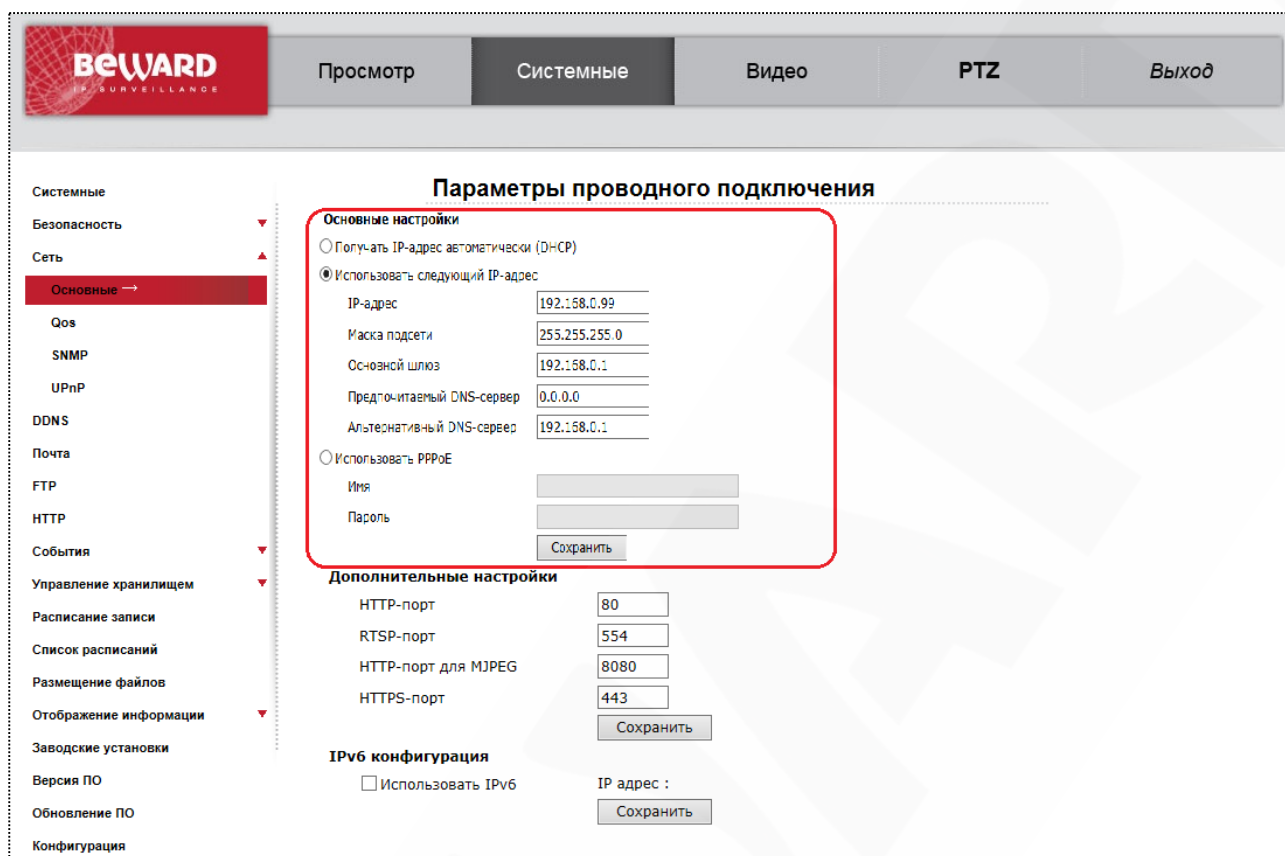 BEWARD
IP SURVEILLANCE
Просмотр
Системные
Видео
PTZ
Выход
Системные
Безопасность
Сеть
Основные →
Qos
SNMP
UPnP
DDNS
Почта
FTP
HTTP
События
Управление хранилищем
Расписание записи
Список расписаний
Размещение файлов
Отображение информации
Заводские установки
Версия ПО
Обновление ПО
Конфигурация
Параметры проводного подключения
Основные настройки
Получать IP-адрес автоматически (DHCP)
Использовать следующий IP-адрес
IP-адрес 192.168.0.99
Маска подсети 255.255.255.0
Основной шлюз 192.168.0.1
Предпочитаемый DNS-сервер 0.0.0.0
Альтернативный DNS-сервер 192.168.0.1
Использовать PPPoE
Имя
Пароль
Сохранить
Дополнительные настройки
HTTP-порт 80
RTSP-порт 554
HTTP-порт для MJPEG 8080
HTTPS-порт 443
Сохранить
IPv6 конфигурация
Использовать IPv6 IP адрес :
Сохранить